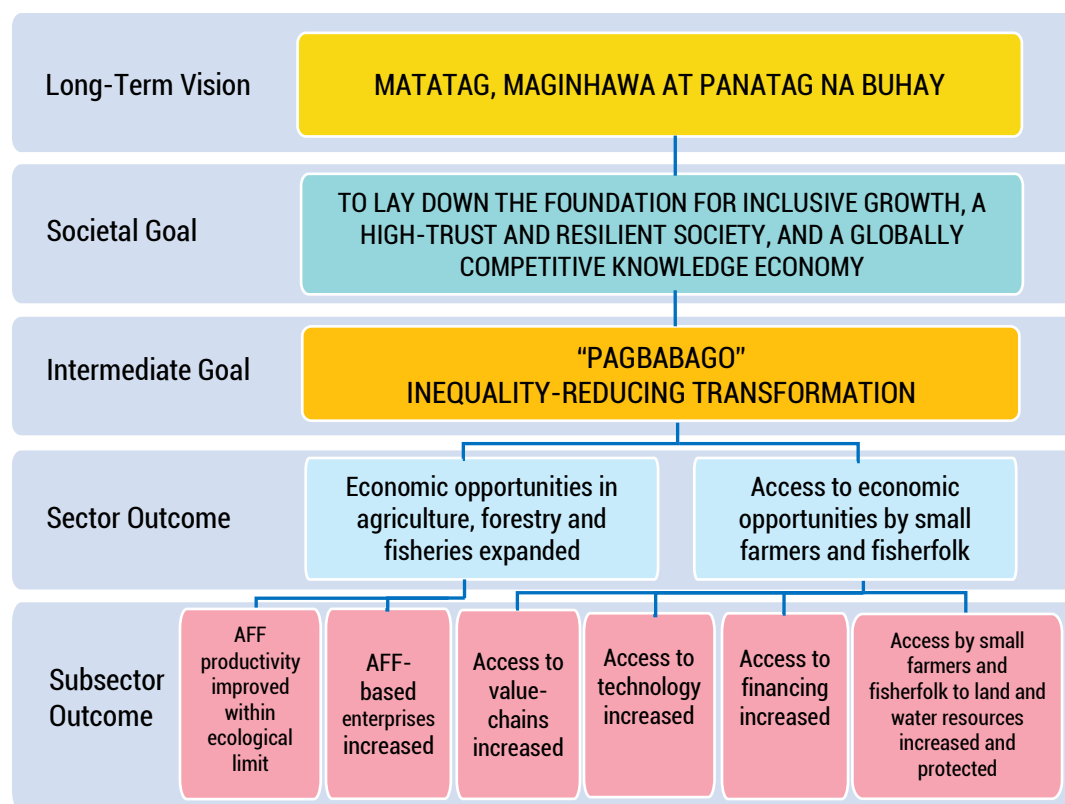 Long-Term Vision
MATATAG, MAGINHAWA AT PANATAG NA BUHAY
Societal Goal
TO LAY DOWN THE FOUNDATION FOR INCLUSIVE GROWTH, A
HIGH-TRUST AND RESILIENT SOCIETY, AND A GLOBALLY
COMPETITIVE KNOWLEDGE ECONOMY
Intermediate Goal
“PAGBABAGO”
INEQUALITY-REDUCING TRANSFORMATION
Sector Outcome
Economic opportunities in
agriculture, forestry and
fisheries expanded
Access to economic
opportunities by small
farmers and fisherfolk
Subsector
Outcome
AFF
productivity
improved
within
ecological
limit
AFF-
based
enterprises
increased
Access to
value-
chains
increased
Access to
technology
increased
Access to
financing
increased
Access by small
farmers and
fisherfolk to land and
water resources
increased and
protected